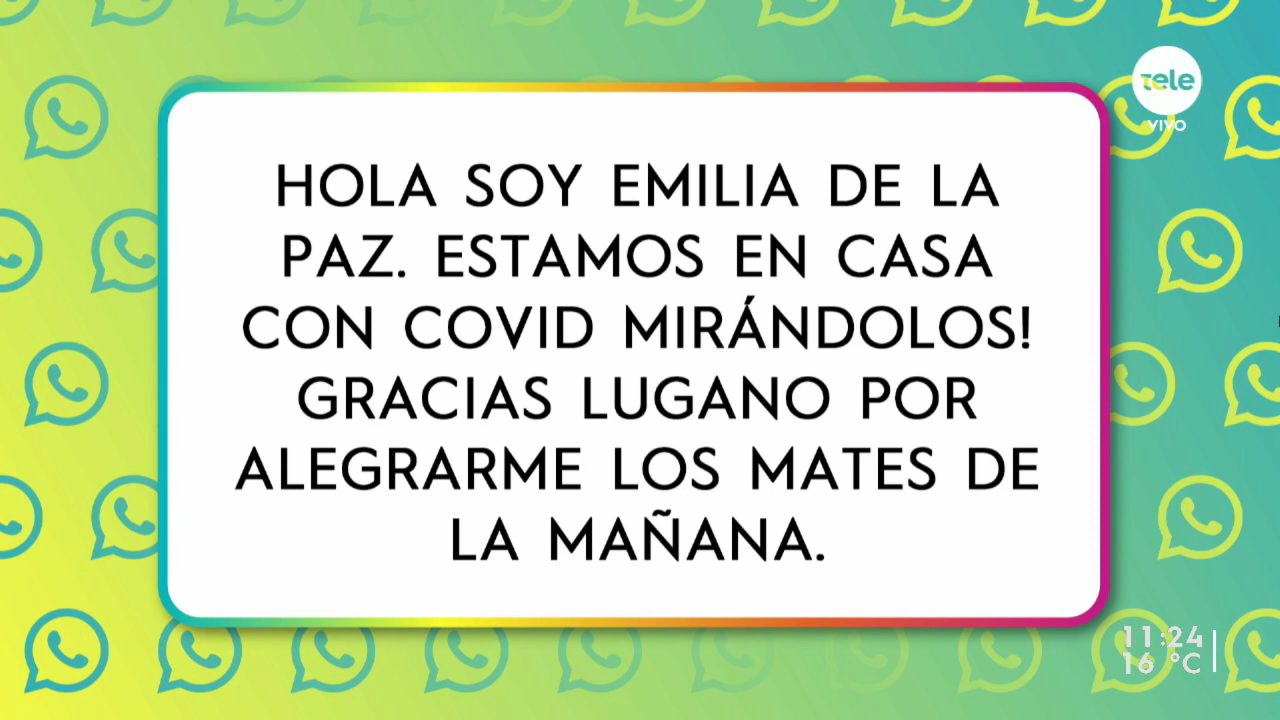 tele
VIVO
HOLA SOY EMILIA DE LA
PAZ. ESTAMOS EN CASA
CON COVID MIRÁNDOLOS!
GRACIAS LUGANO POR
ALEGRARME LOS MATES DE
LA MAÑANA.
11:24
16 °C